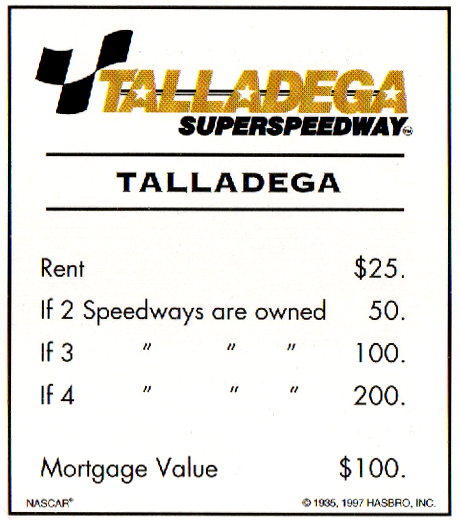 TALLADEGA
SUPERSPEEDWAY™
TALLADEGA
Rent $25.
If 2 Speedways are owned 50.
If 3 " " " 100.
If 4 " " " 200.
Mortgage Value $100.
NASCAR® © 1935, 1997 HASBRO, INC.